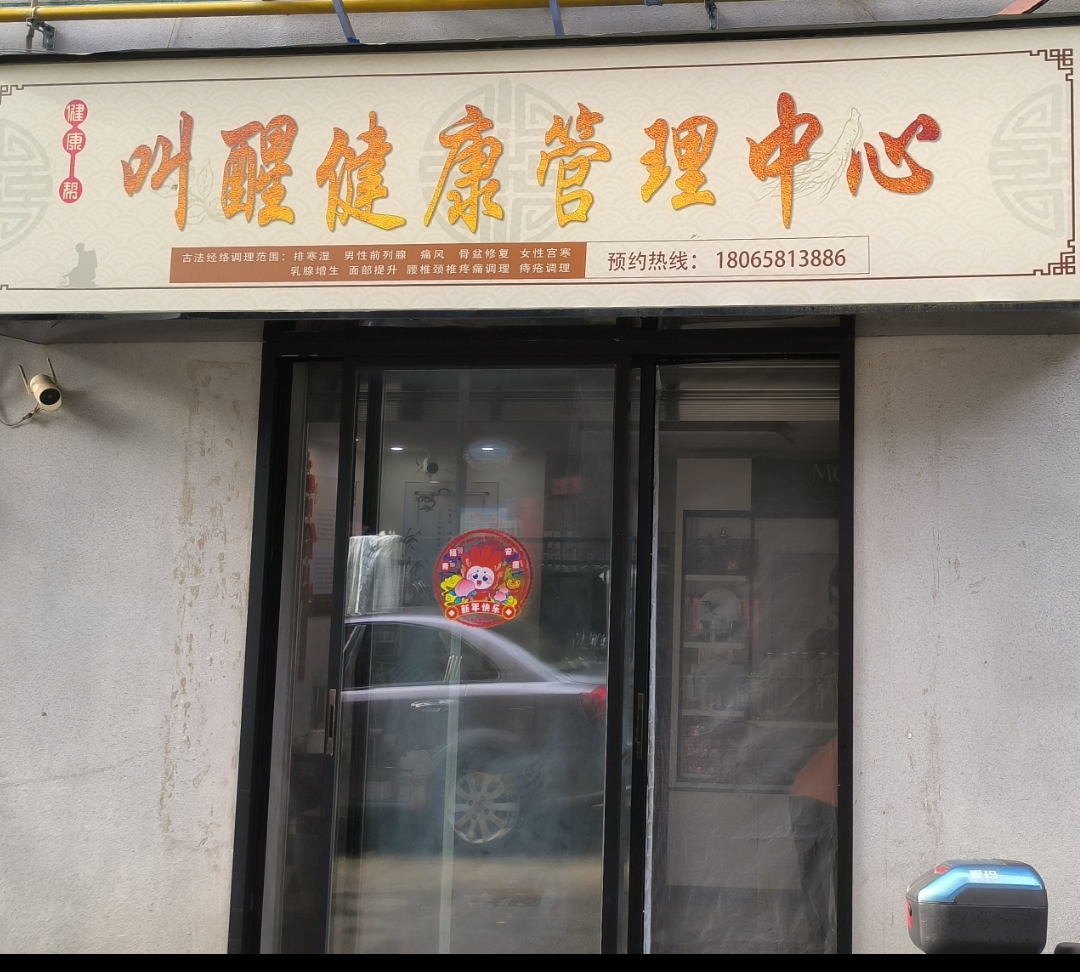 健康帮
叫醒健康管理中心
古法经络调理范围：排寒湿 男性前列腺 痛风 骨盆修复 女性宫寒
乳腺增生 面部提升 腰椎颈椎疼痛调理 痔疮调理
预约热线： 18065813886
新年快乐
爱玛